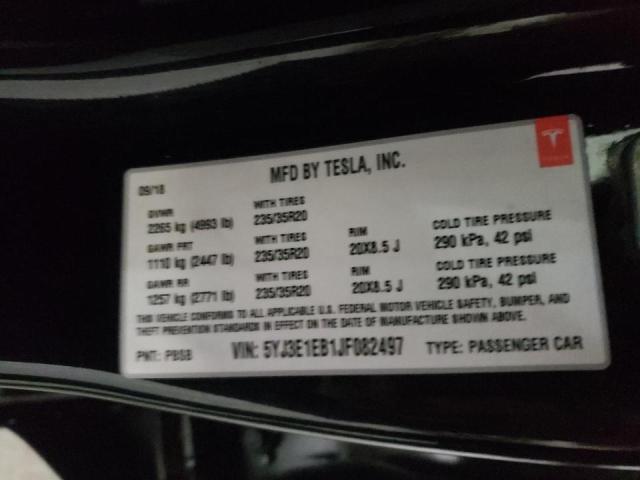 MFD BY TESLA, INC.
TESLA
09/18
GVWR WITH TIRES
2265 kg (4993 lb) 235/35R20
GAWR FRT WITH TIRES RIM COLD TIRE PRESSURE
1110 kg (2447 lb) 235/35R20 20X8.5 J 290 kPa, 42 psi
GAWR RR WITH TIRES RIM COLD TIRE PRESSURE
1257 kg (2771 lb) 235/35R20 20X8.5 J 290 kPa, 42 psi
THIS VEHICLE CONFORMS TO ALL APPLICABLE U.S. FEDERAL MOTOR VEHICLE SAFETY, BUMPER, AND
THEFT PREVENTION STANDARDS IN EFFECT ON THE DATE OF MANUFACTURE SHOWN ABOVE.
PNT: PBSB VIN: 5YJ3E1EB1JF082497 TYPE: PASSENGER CAR